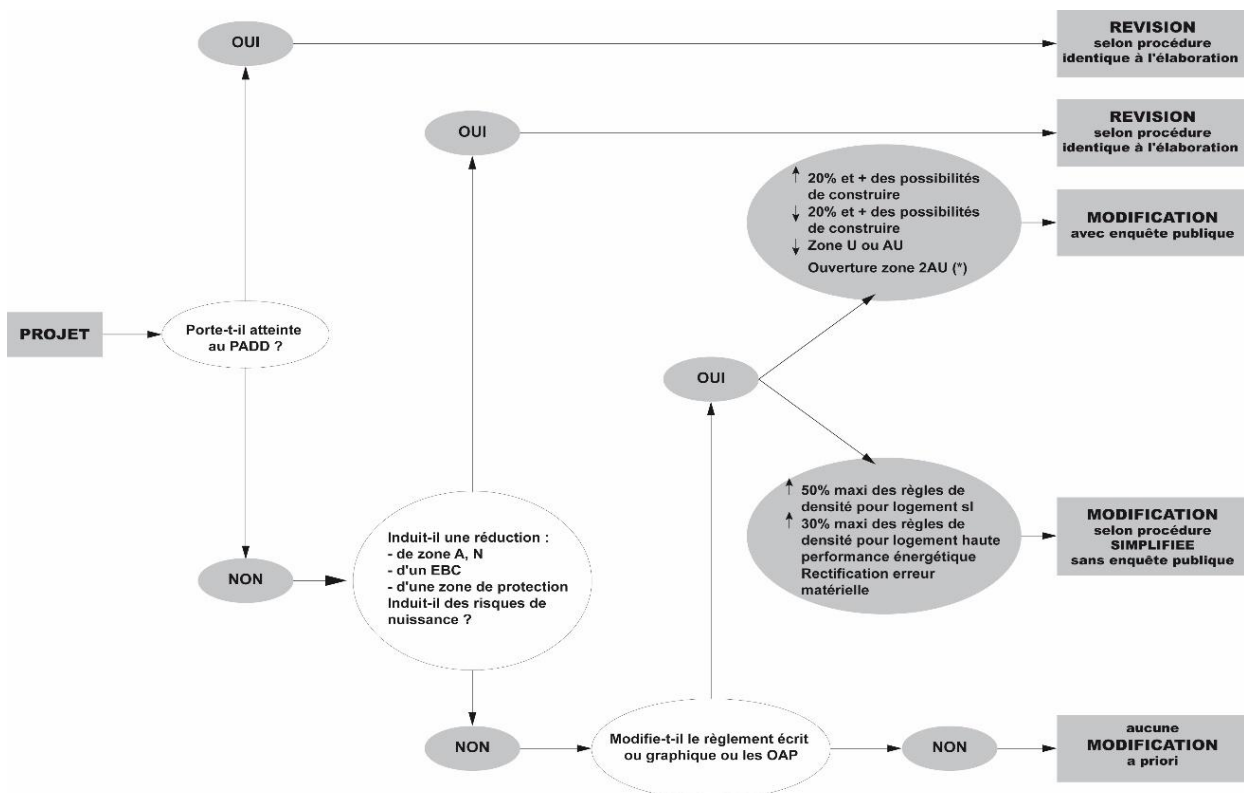 OUI
REVISION
selon procédure
identique à l'élaboration
OUI
REVISION
selon procédure
identique à l'élaboration
↑ 20% et + des possibilités
de construire
↓ 20% et + des possibilités
de construire
↓ Zone U ou AU
Ouverture zone 2AU (*)
MODIFICATION
avec enquête publique
PROJET
Porte-t-il atteinte
au PADD ?
OUI
↑ 50% maxi des règles de
densité pour logement sl
↑ 30% maxi des règles de
densité pour logement haute
performance énergétique
Rectification erreur
matérielle
MODIFICATION
selon procédure
SIMPLIFIEE
sans enquête publique
NON
Induit-il une réduction :
- de zone A, N
- d'un EBC
- d'une zone de protection
Induit-il des risques de
nuissance ?
NON
Modifie-t-il le règlement écrit
ou graphique ou les OAP
NON
aucune
MODIFICATION
a priori